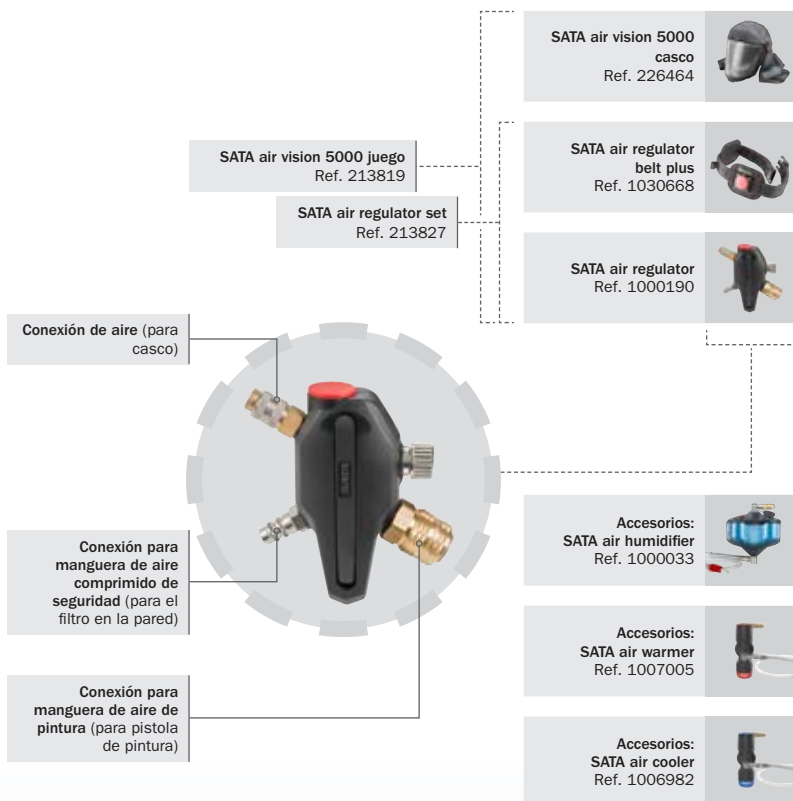 SATA air vision 5000
casco
Ref. 226464
SATA air regulator
belt plus
Ref. 1030668
SATA air vision 5000 juego
Ref. 213819
SATA air regulator set
Ref. 213827
SATA air regulator
Ref. 1000190
Conexión de aire (para
casco)
SATA
Conexión para
manguera de aire
comprimido de
seguridad (para el
filtro en la pared)
Conexión para
manguera de aire de
pintura (para pistola
de pintura)
Accesorios:
SATA air humidifier
Ref. 1000033
Accesorios:
SATA air warmer
Ref. 1007005
Accesorios:
SATA air cooler
Ref. 1006982